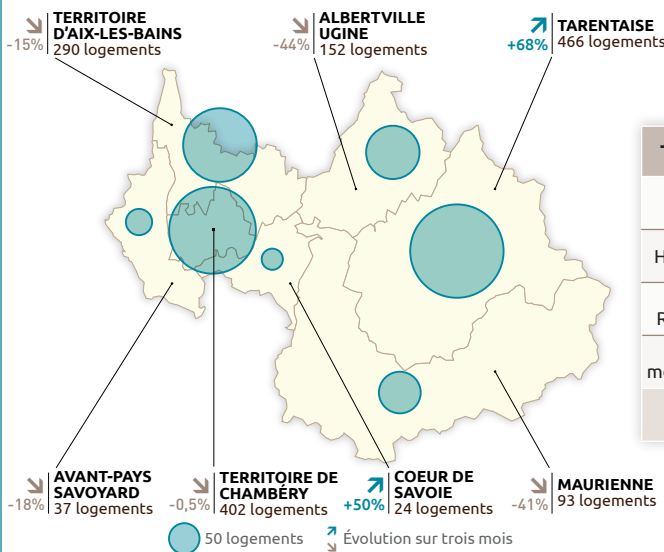 TERRITOIRE
D'AIX-LES-BAINS
-15%
290 logements
ALBERTVILLE
UGINE
-44%
152 logements
TARENTAISE
+68%
466 logements
AVANT-PAYS
SAVOYARD
-18%
37 logements
TERRITOIRE DE
CHAMBÉRY
-0,5%
402 logements
COEUR DE
SAVOIE
+50%
24 logements
MAURIENNE
-41%
93 logements
50 logements
Évolution sur trois mois